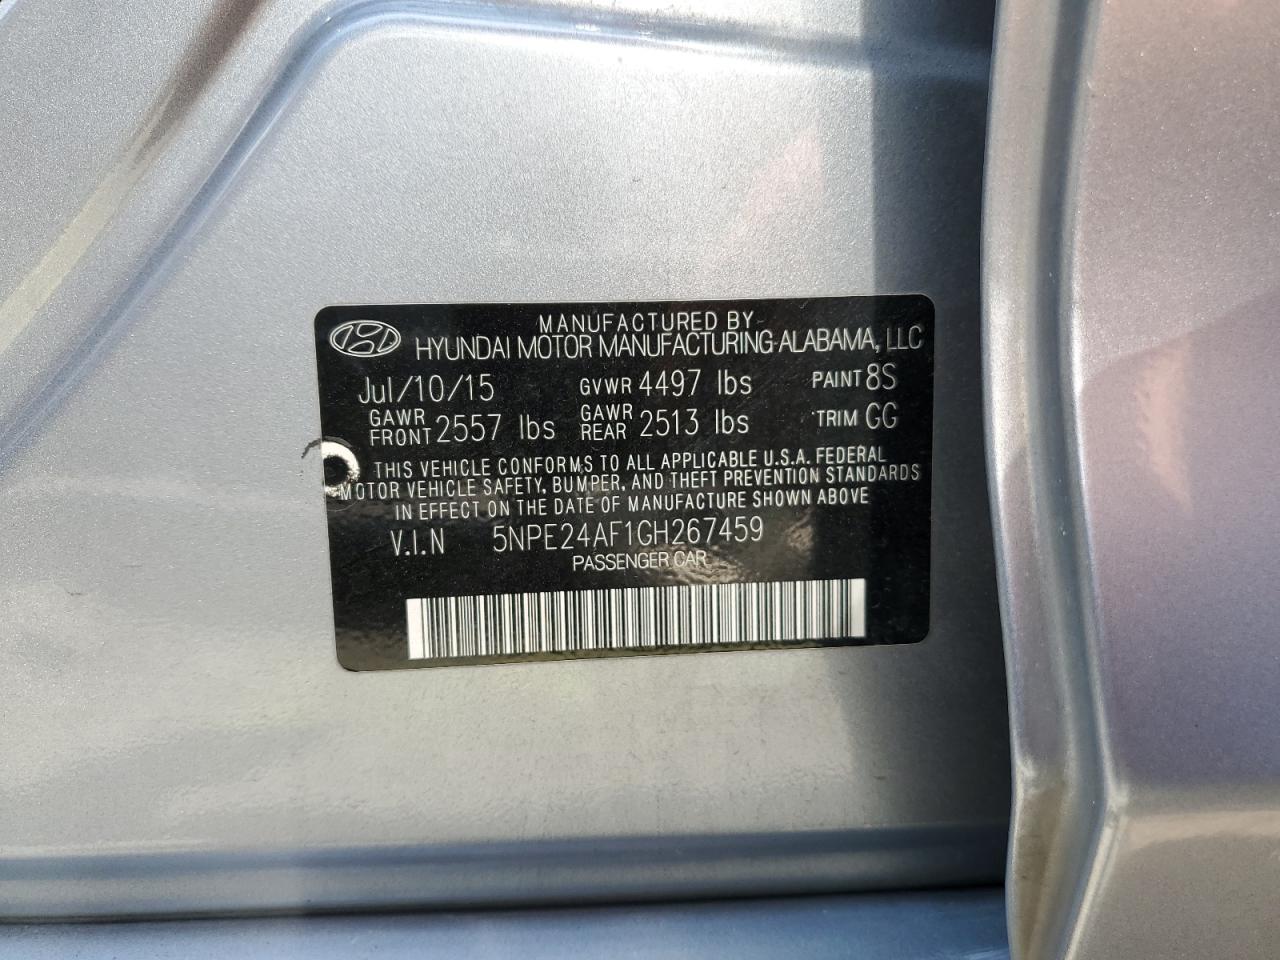 MANUFACTURED BY
HYUNDAI MOTOR MANUFACTURING ALABAMA, LLC
Jul/10/15 GVWR 4497 lbs PAINT 8S
GAWR FRONT 2557 lbs GAWR REAR 2513 lbs TRIM GG
THIS VEHICLE CONFORMS TO ALL APPLICABLE U.S.A. FEDERAL
MOTOR VEHICLE SAFETY, BUMPER, AND THEFT PREVENTION STANDARDS
IN EFFECT ON THE DATE OF MANUFACTURE SHOWN ABOVE
V.I.N 5NPE24AF1GH267459
PASSENGER CAR